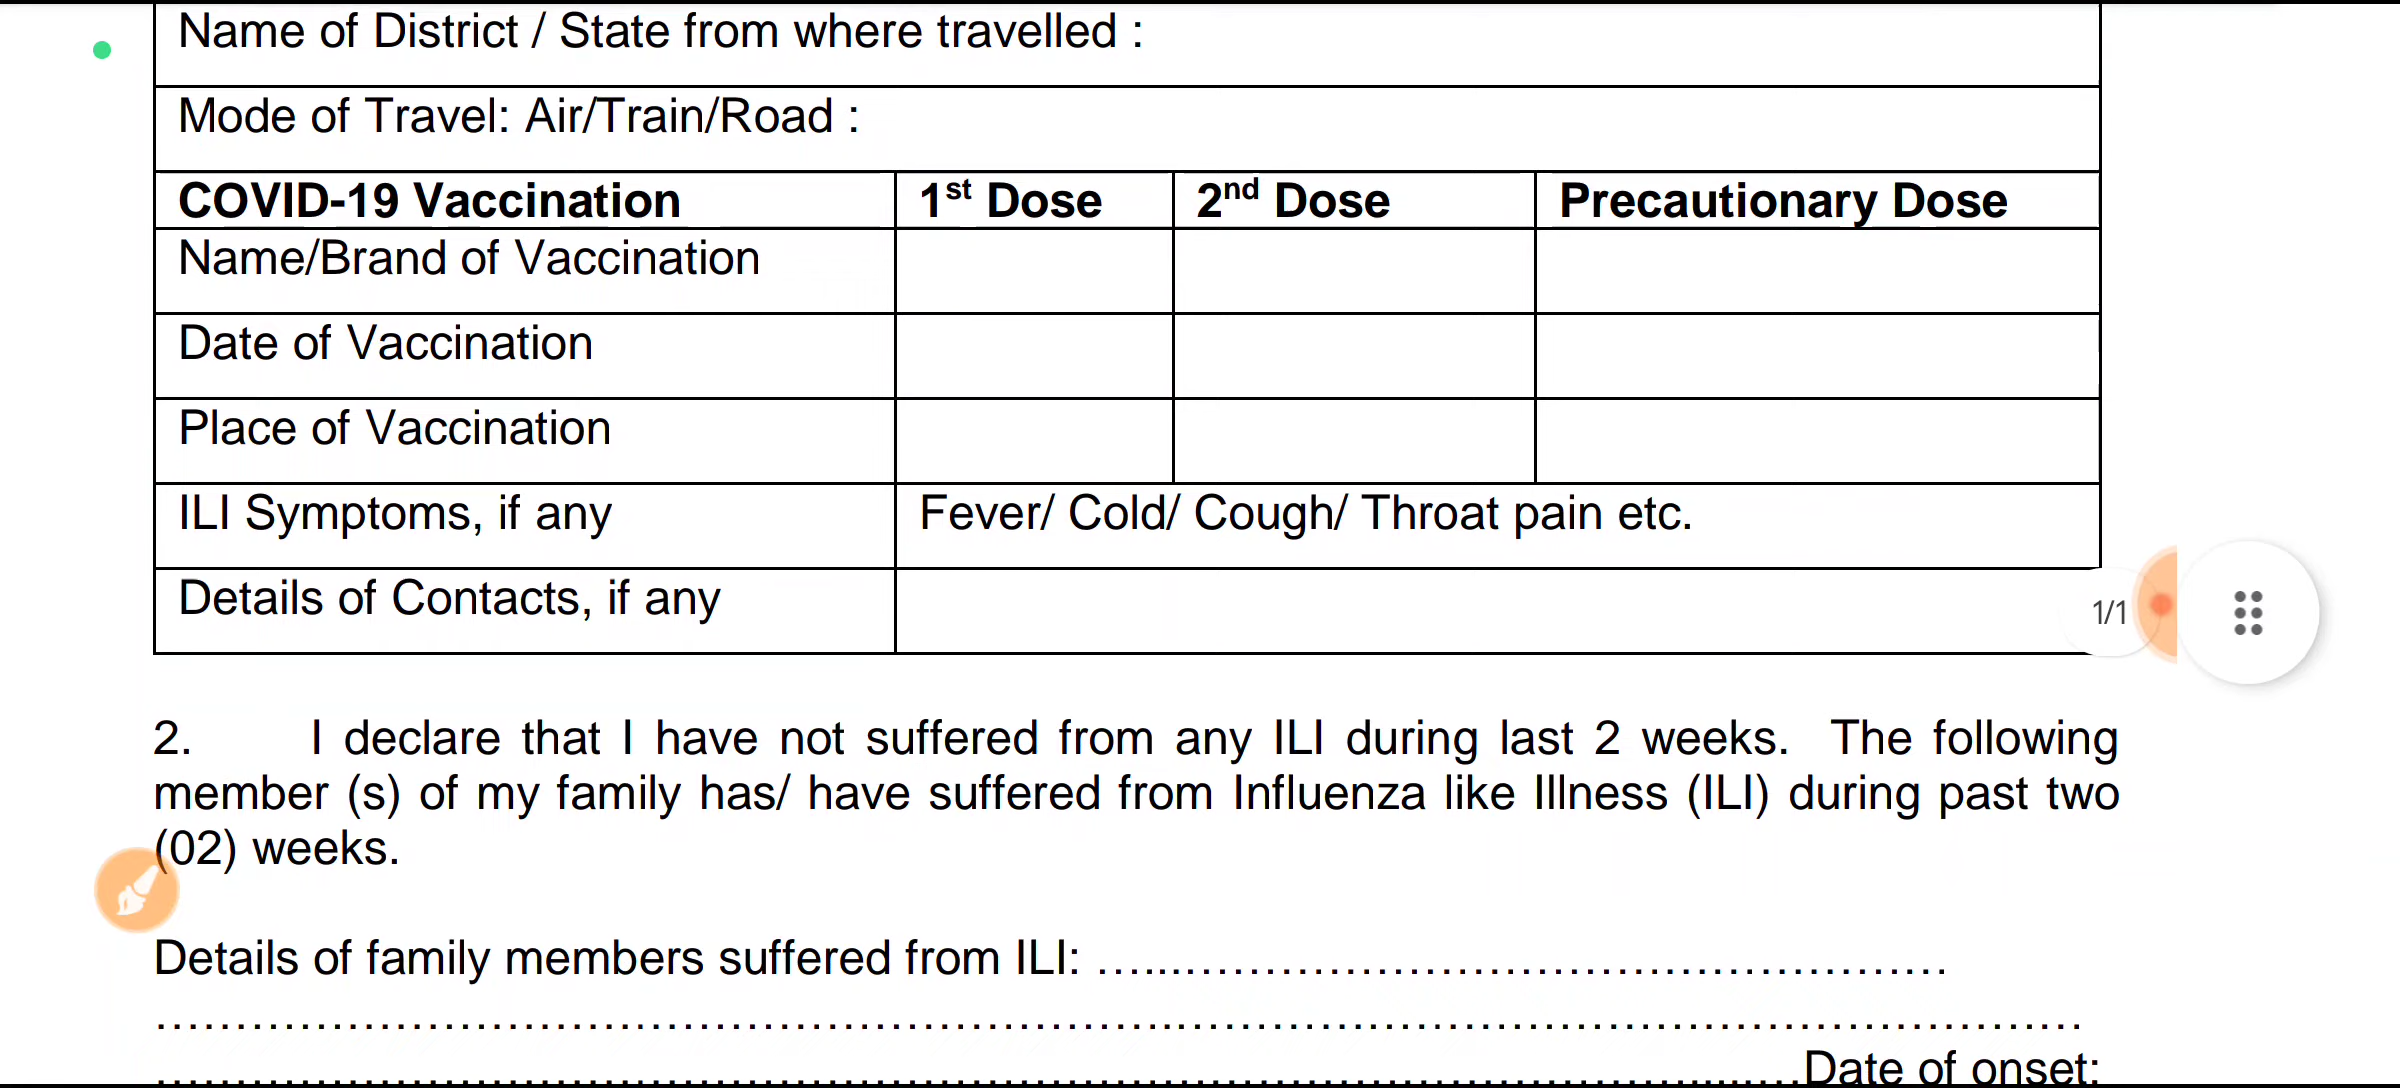 Name of District / State from where travelled :
Mode of Travel: Air/Train/Road :
COVID-19 Vaccination 1st Dose 2nd Dose Precautionary Dose
Name/Brand of Vaccination
Date of Vaccination
Place of Vaccination
ILI Symptoms, if any Fever/ Cold/ Cough/ Throat pain etc.
Details of Contacts, if any
1/1
2. I declare that I have not suffered from any ILI during last 2 weeks. The following
member (s) of my family has/ have suffered from Influenza like Illness (ILI) during past two
(02) weeks.
Details of family members suffered from ILI: ……………………………………………
………………………………………………………………………………………………
……………………………………………………………………………Date of onset: